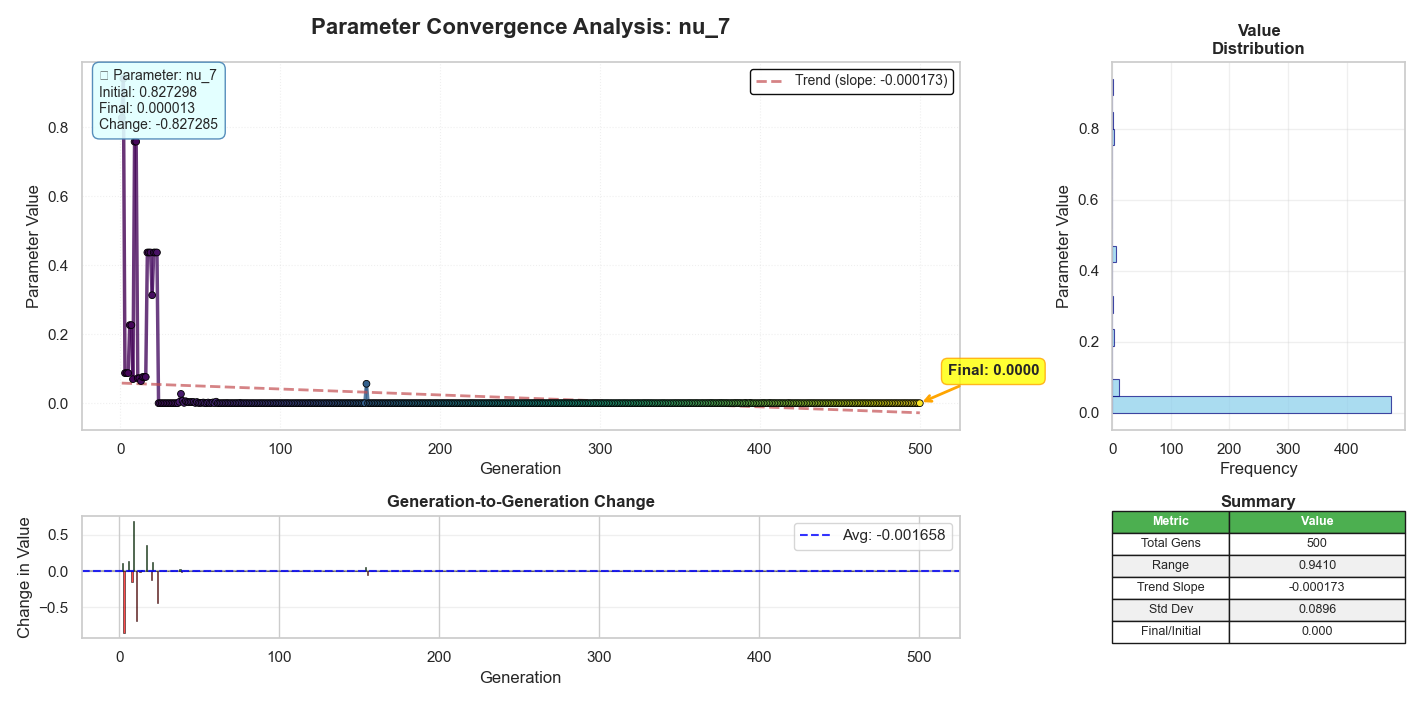 Parameter Convergence Analysis: nu_7
Parameter: nu_7
Initial: 0.827298
Final: 0.000013
Change: -0.827285
Trend (slope: -0.000173)
Parameter Value
0.8
0.6
0.4
0.2
0.0
Final: 0.0000
0 100 200 300 400 500
Generation
Value
Distribution
Parameter Value
0.8
0.6
0.4
0.2
0.0
0 100 200 300 400
Frequency
Generation-to-Generation Change
Change in Value
0.5
0.0
−0.5
Avg: -0.001658
0 100 200 300 400 500
Generation
Summary
Metric Value
Total Gens 500
Range 0.9410
Trend Slope -0.000173
Std Dev 0.0896
Final/Initial 0.000